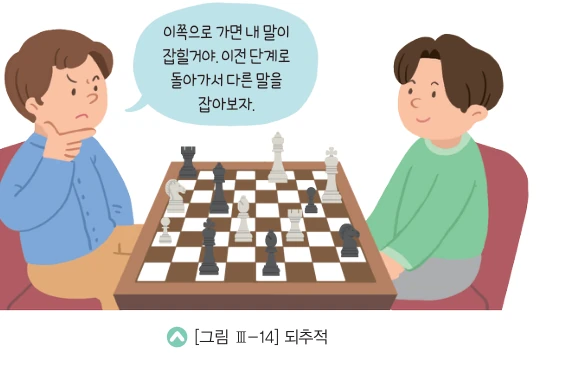 이쪽으로 가면 내 말이
잡힐거야. 이전 단계로
돌아가서 다른 말을
잡아보자.
[그림 Ⅲ-14] 되추적